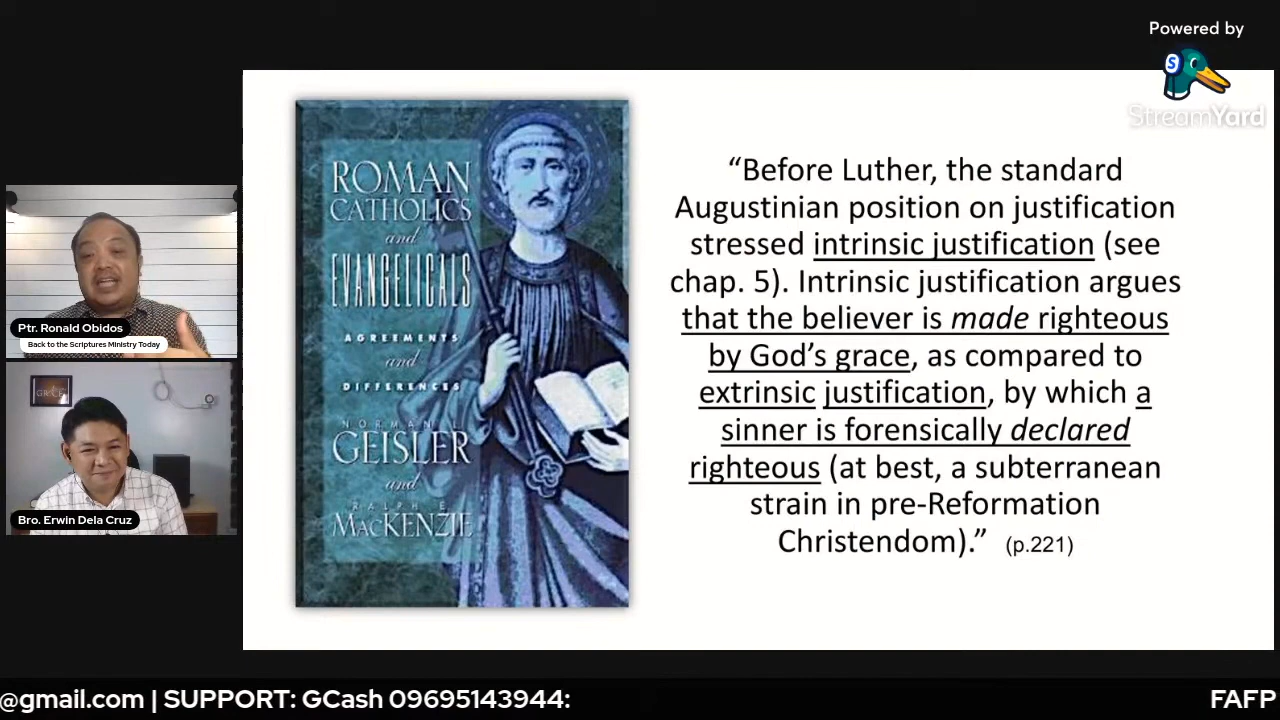 Powered by
S
StreamYard
ROMAN
CATHOLICS
and
EVANGELICALS
AGREEMENTS
and
DIFFERENCES
NORMAN L.
GEISLER
and
RALPH E.
MACKENZIE
“Before Luther, the standard
Augustinian position on justification
stressed intrinsic justification (see
chap. 5). Intrinsic justification argues
that the believer is made righteous
by God’s grace, as compared to
extrinsic justification, by which a
sinner is forensically declared
righteous (at best, a subterranean
strain in pre-Reformation
Christendom).” (p.221)
Ptr. Ronald Obidos
Back to the Scriptures Ministry Today
GRACE
Bro. Erwin Dela Cruz
@gmail.com | SUPPORT: GCash 09695143944:
FAFP